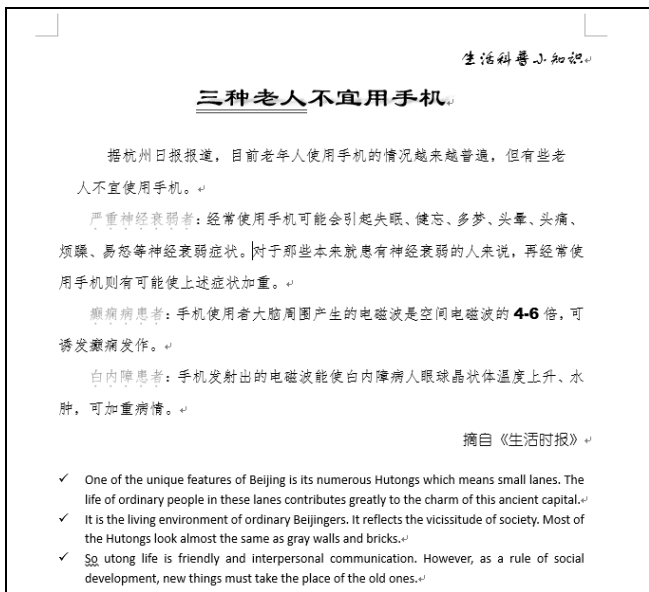 生活科普小知识
三种老人不宜用手机
据杭州日报报道，目前老年人使用手机的情况越来越普遍，但有些老
人不宜使用手机。
严重神经衰弱者：经常使用手机可能会引起失眠、健忘、多梦、头晕、头痛、
烦躁、易怒等神经衰弱症状。对于那些本来就患有神经衰弱的人来说，再经常使
用手机则有可能使上述症状加重。
癫痫病患者：手机使用者大脑周围产生的电磁波是空间电磁波的 4-6 倍，可
诱发癫痫发作。
白内障患者：手机发射出的电磁波能使白内障病人眼球晶状体温度上升、水
肿，可加重病情。
摘自《生活时报》
✓ One of the unique features of Beijing is its numerous Hutongs which means small lanes. The
life of ordinary people in these lanes contributes greatly to the charm of this ancient capital.
✓ It is the living environment of ordinary Beijingers. It reflects the vicissitude of society. Most of
the Hutongs look almost the same as gray walls and bricks.
✓ So utong life is friendly and interpersonal communication. However, as a rule of social
development, new things must take the place of the old ones.